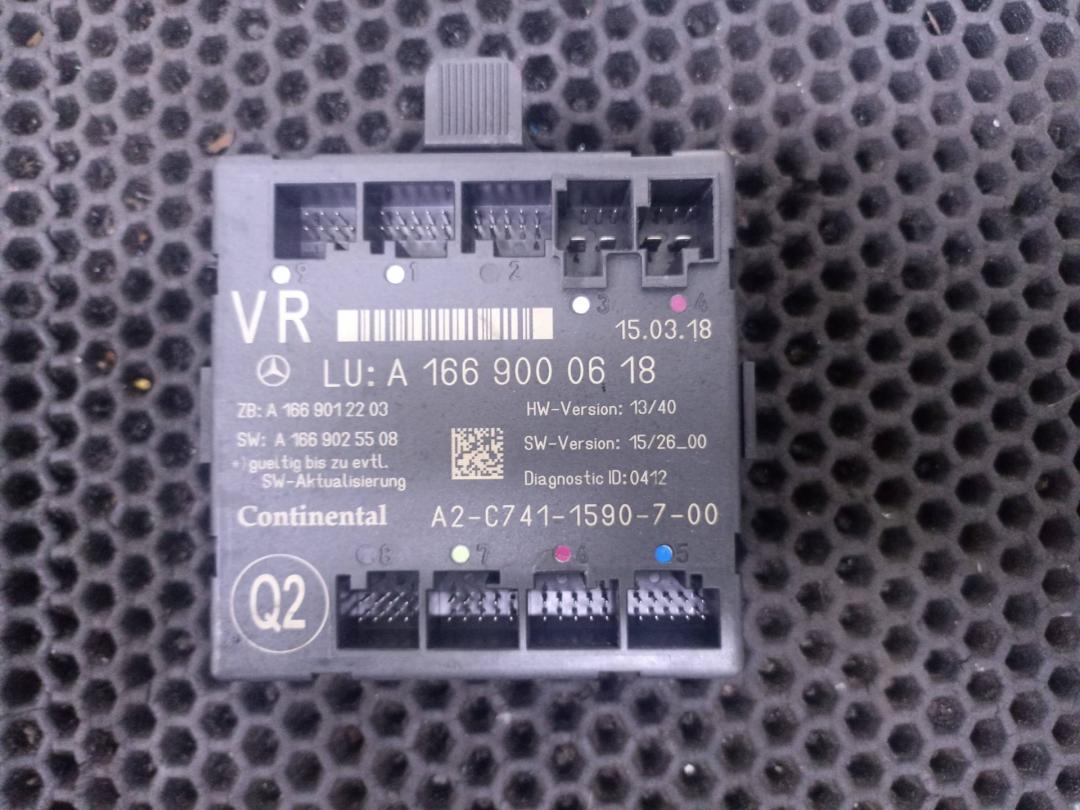 9 1 2 3 4
VR
15.03.18
LU: A 166 900 06 18
ZB: A 166 901 22 03
HW-Version: 13/40
SW: A 166 902 55 08
SW-Version: 15/26_00
+)gueltig bis zu evtl.
SW-Aktualisierung
Diagnostic ID:0412
Continental
A2-C741-1590-7-00
8 7 6 5
Q2